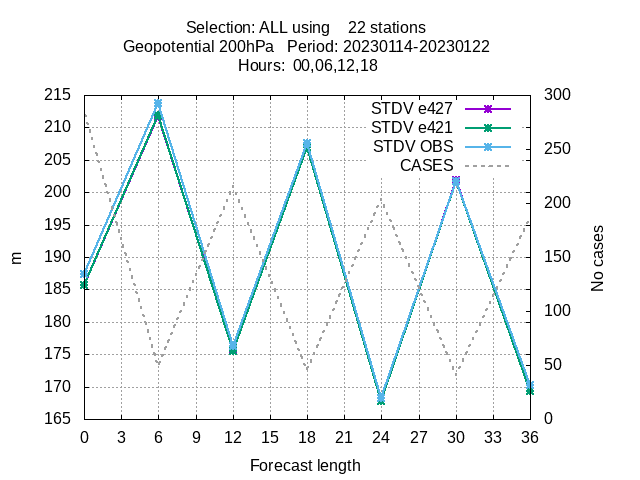 Selection: ALL using    22 stations
Geopotential 200hPa   Period: 20230114-20230122
Hours:  00,06,12,18
STDV e427
STDV e421
STDV OBS
CASES
215
210
205
200
195
190
185
180
175
170
165
m
300
250
200
150
100
50
0
No cases
0 3 6 9 12 15 18 21 24 27 30 33 36
Forecast length